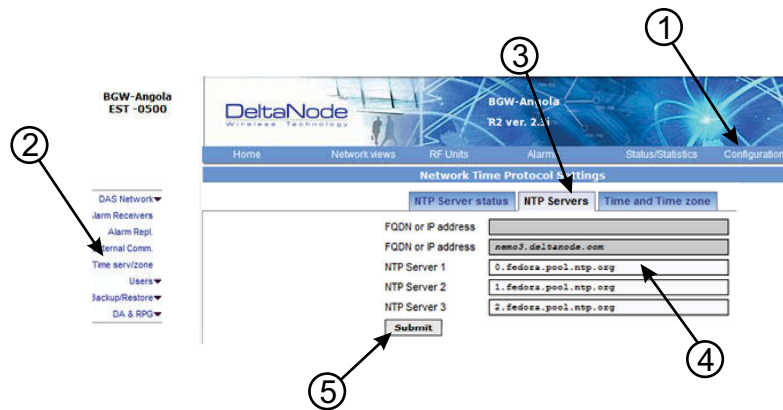 1
3
BGW-Angola
EST -0500
DeltaNode
Wireless Technology
BGW-Angola
R2 ver. 2.3i
2
Home Network views RF Units Alarm Status/Statistics Configuration
Network Time Protocol Settings
DAS Network
NTP Server status NTP Servers Time and Time zone
larm Receivers
Alarm Repl.
FQDN or IP address
ternal Comm.
FQDN or IP address nemo3.deltanode.com
Time serv/zone
NTP Server 1 0.fedora.pool.ntp.org
Users
NTP Server 2 1.fedora.pool.ntp.org
Backup/Restore
NTP Server 3 2.fedora.pool.ntp.org
DA & RPG
Submit
4
5